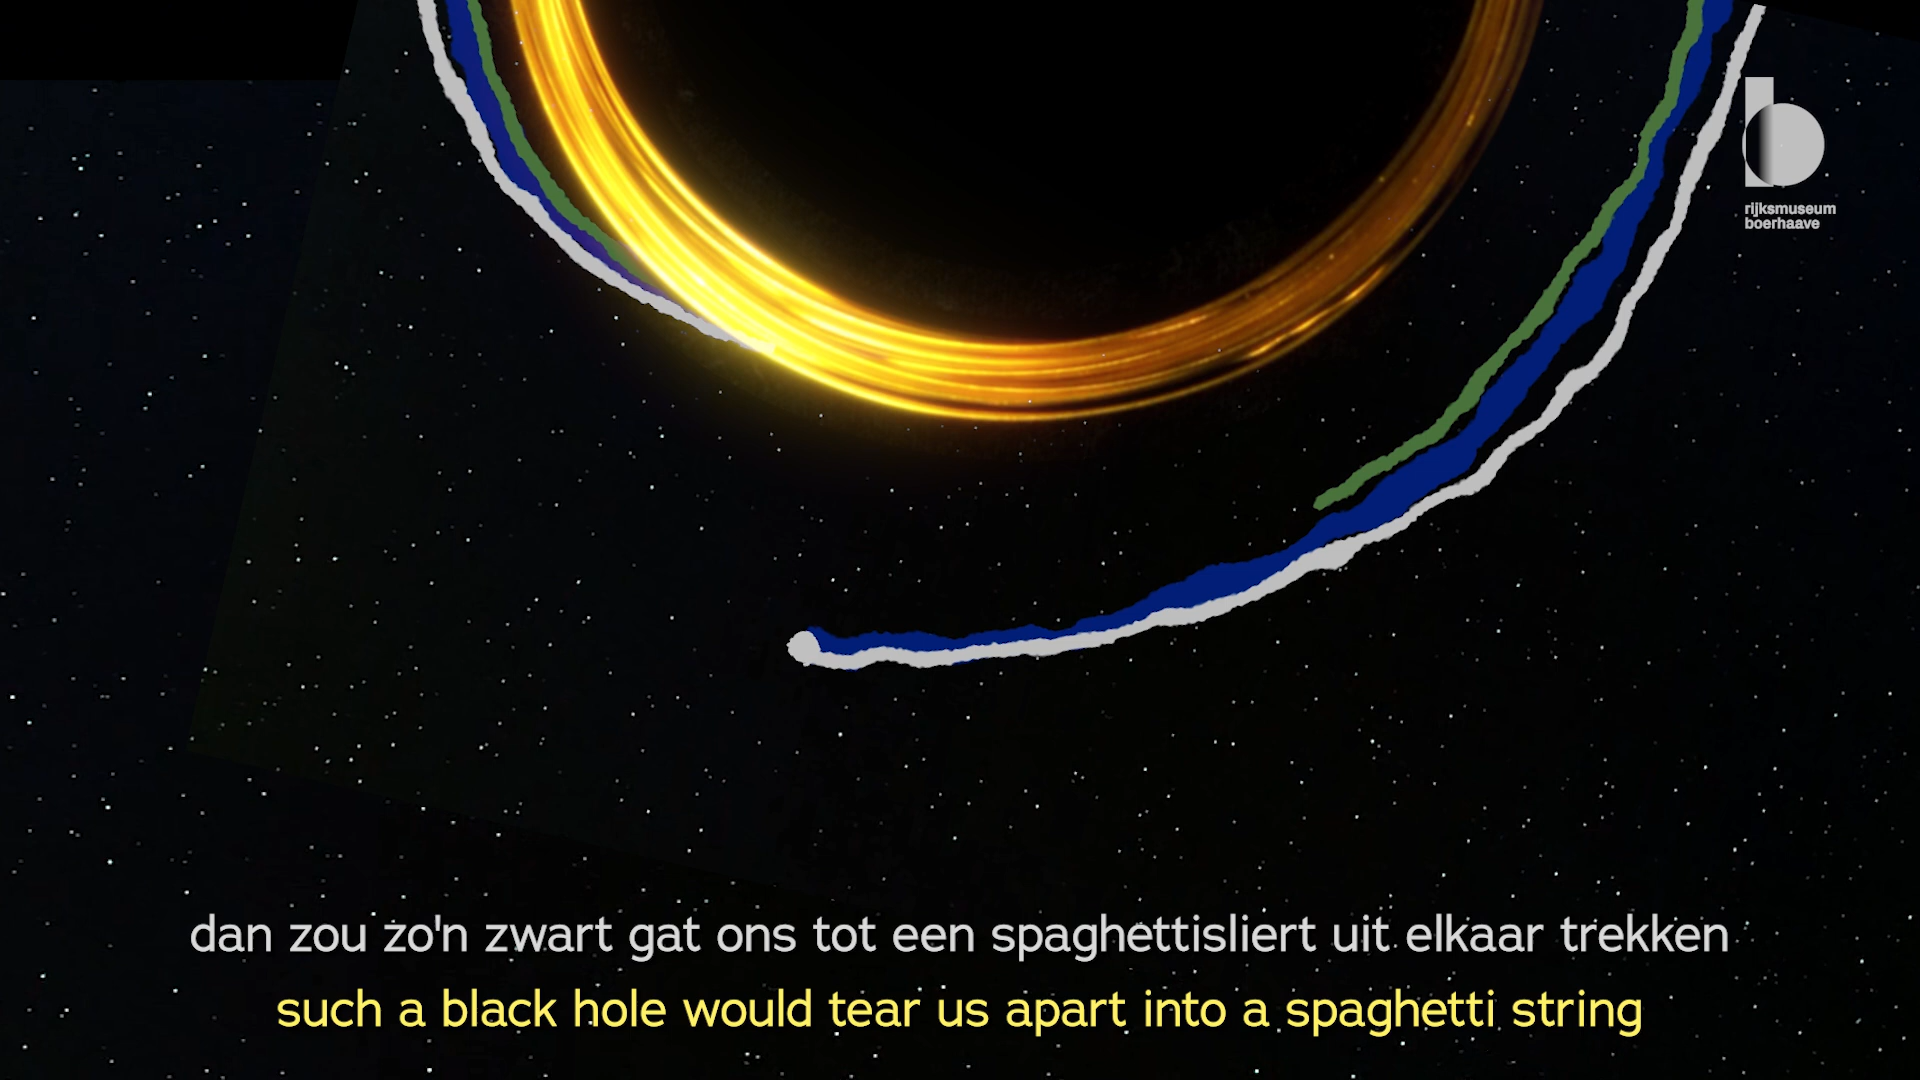 rijksmuseum
boerhaave
dan zou zo'n zwart gat ons tot een spaghettisliert uit elkaar trekken
such a black hole would tear us apart into a spaghetti string